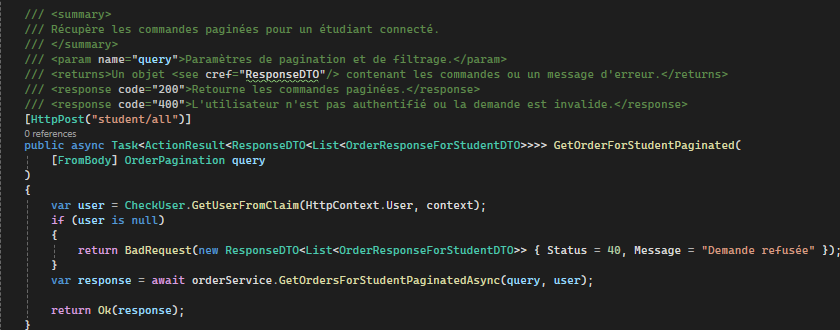 /// <summary>
/// Récupère les commandes paginées pour un étudiant connecté.
/// </summary>
/// <param name="query">Paramètres de pagination et de filtrage.</param>
/// <returns>Un objet <see cref="ResponseDTO"/> contenant les commandes ou un message d'erreur.</returns>
/// <response code="200">Retourne les commandes paginées.</response>
/// <response code="400">L'utilisateur n'est pas authentifié ou la demande est invalide.</response>
[HttpPost("student/all")]
0 references
public async Task<ActionResult<ResponseDTO<List<OrderResponseForStudentDTO>>>> GetOrderForStudentPaginated(
[FromBody] OrderPagination query
)
{
var user = CheckUser.GetUserFromClaim(HttpContext.User, context);
if (user is null)
{
return BadRequest(new ResponseDTO<List<OrderResponseForStudentDTO>> { Status = 40, Message = "Demande refusée" });
}
var response = await orderService.GetOrdersForStudentPaginatedAsync(query, user);
return Ok(response);
}